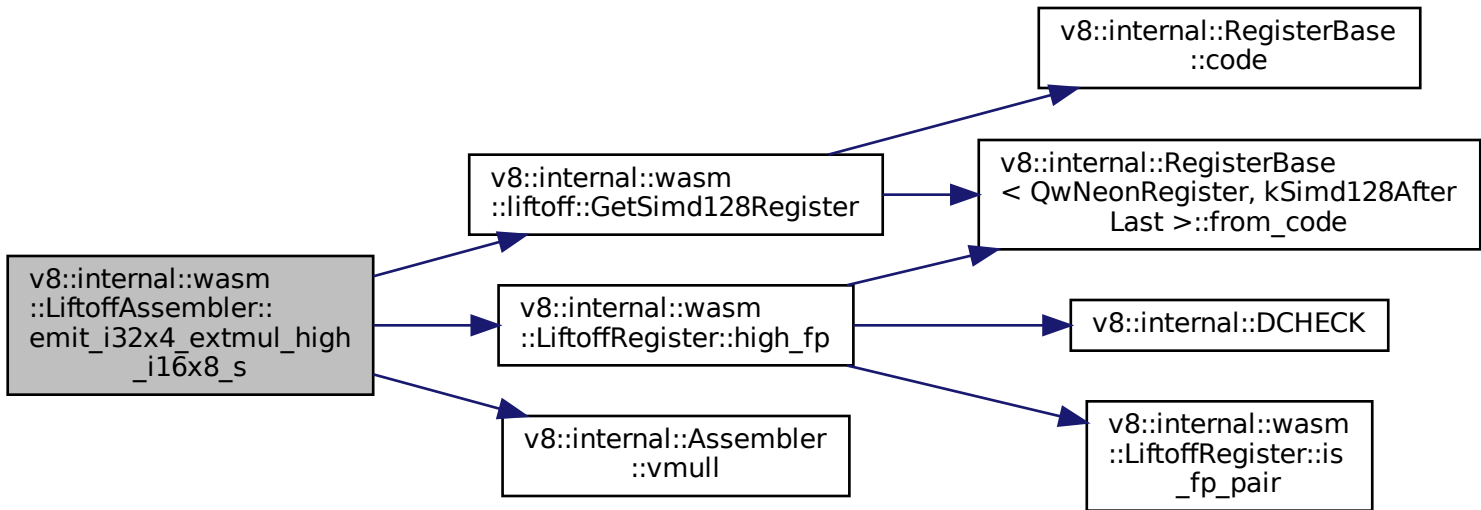 v8::internal::wasm
::LiftoffAssembler::
emit_i32x4_extmul_high
_i16x8_s
v8::internal::wasm
::liftoff::GetSimd128Register
v8::internal::wasm
::LiftoffRegister::high_fp
v8::internal::Assembler
::vmull
v8::internal::RegisterBase
::code
v8::internal::RegisterBase
< QwNeonRegister, kSimd128After
Last >::from_code
v8::internal::DCHECK
v8::internal::wasm
::LiftoffRegister::is
_fp_pair